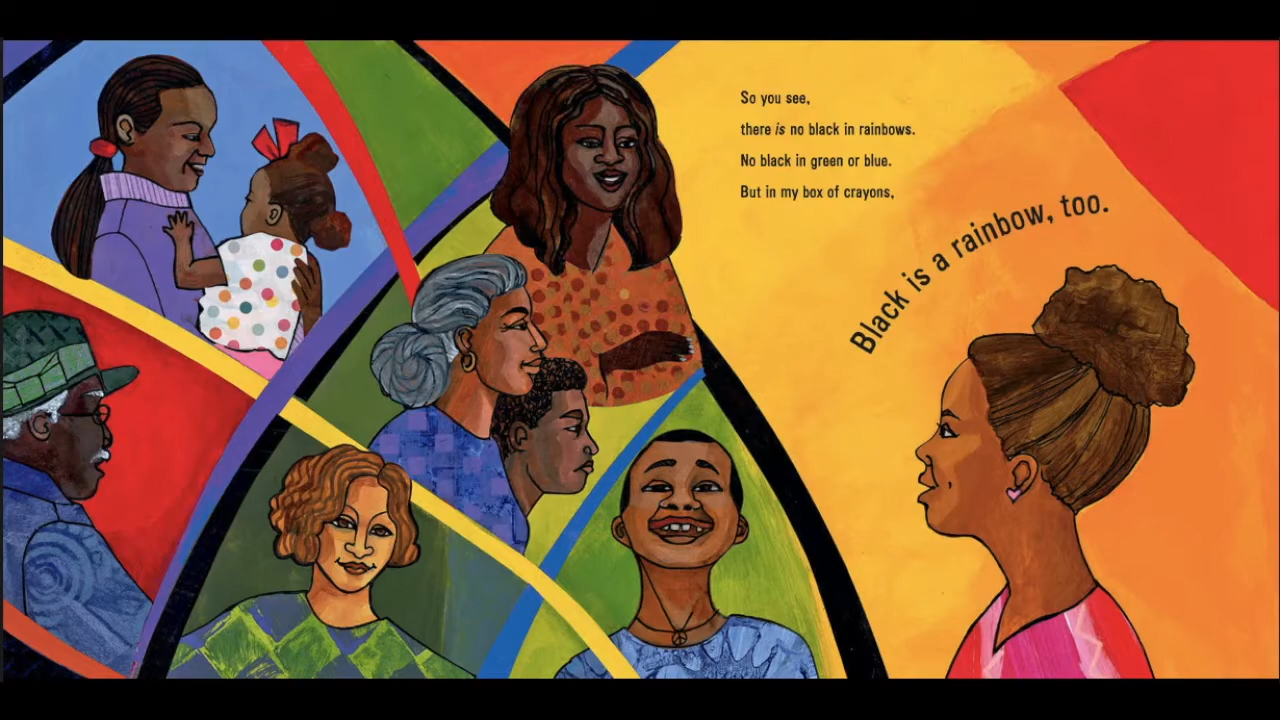 So you see,
there is no black in rainbows.
No black in green or blue.
But in my box of crayons,
Black is a rainbow, too.